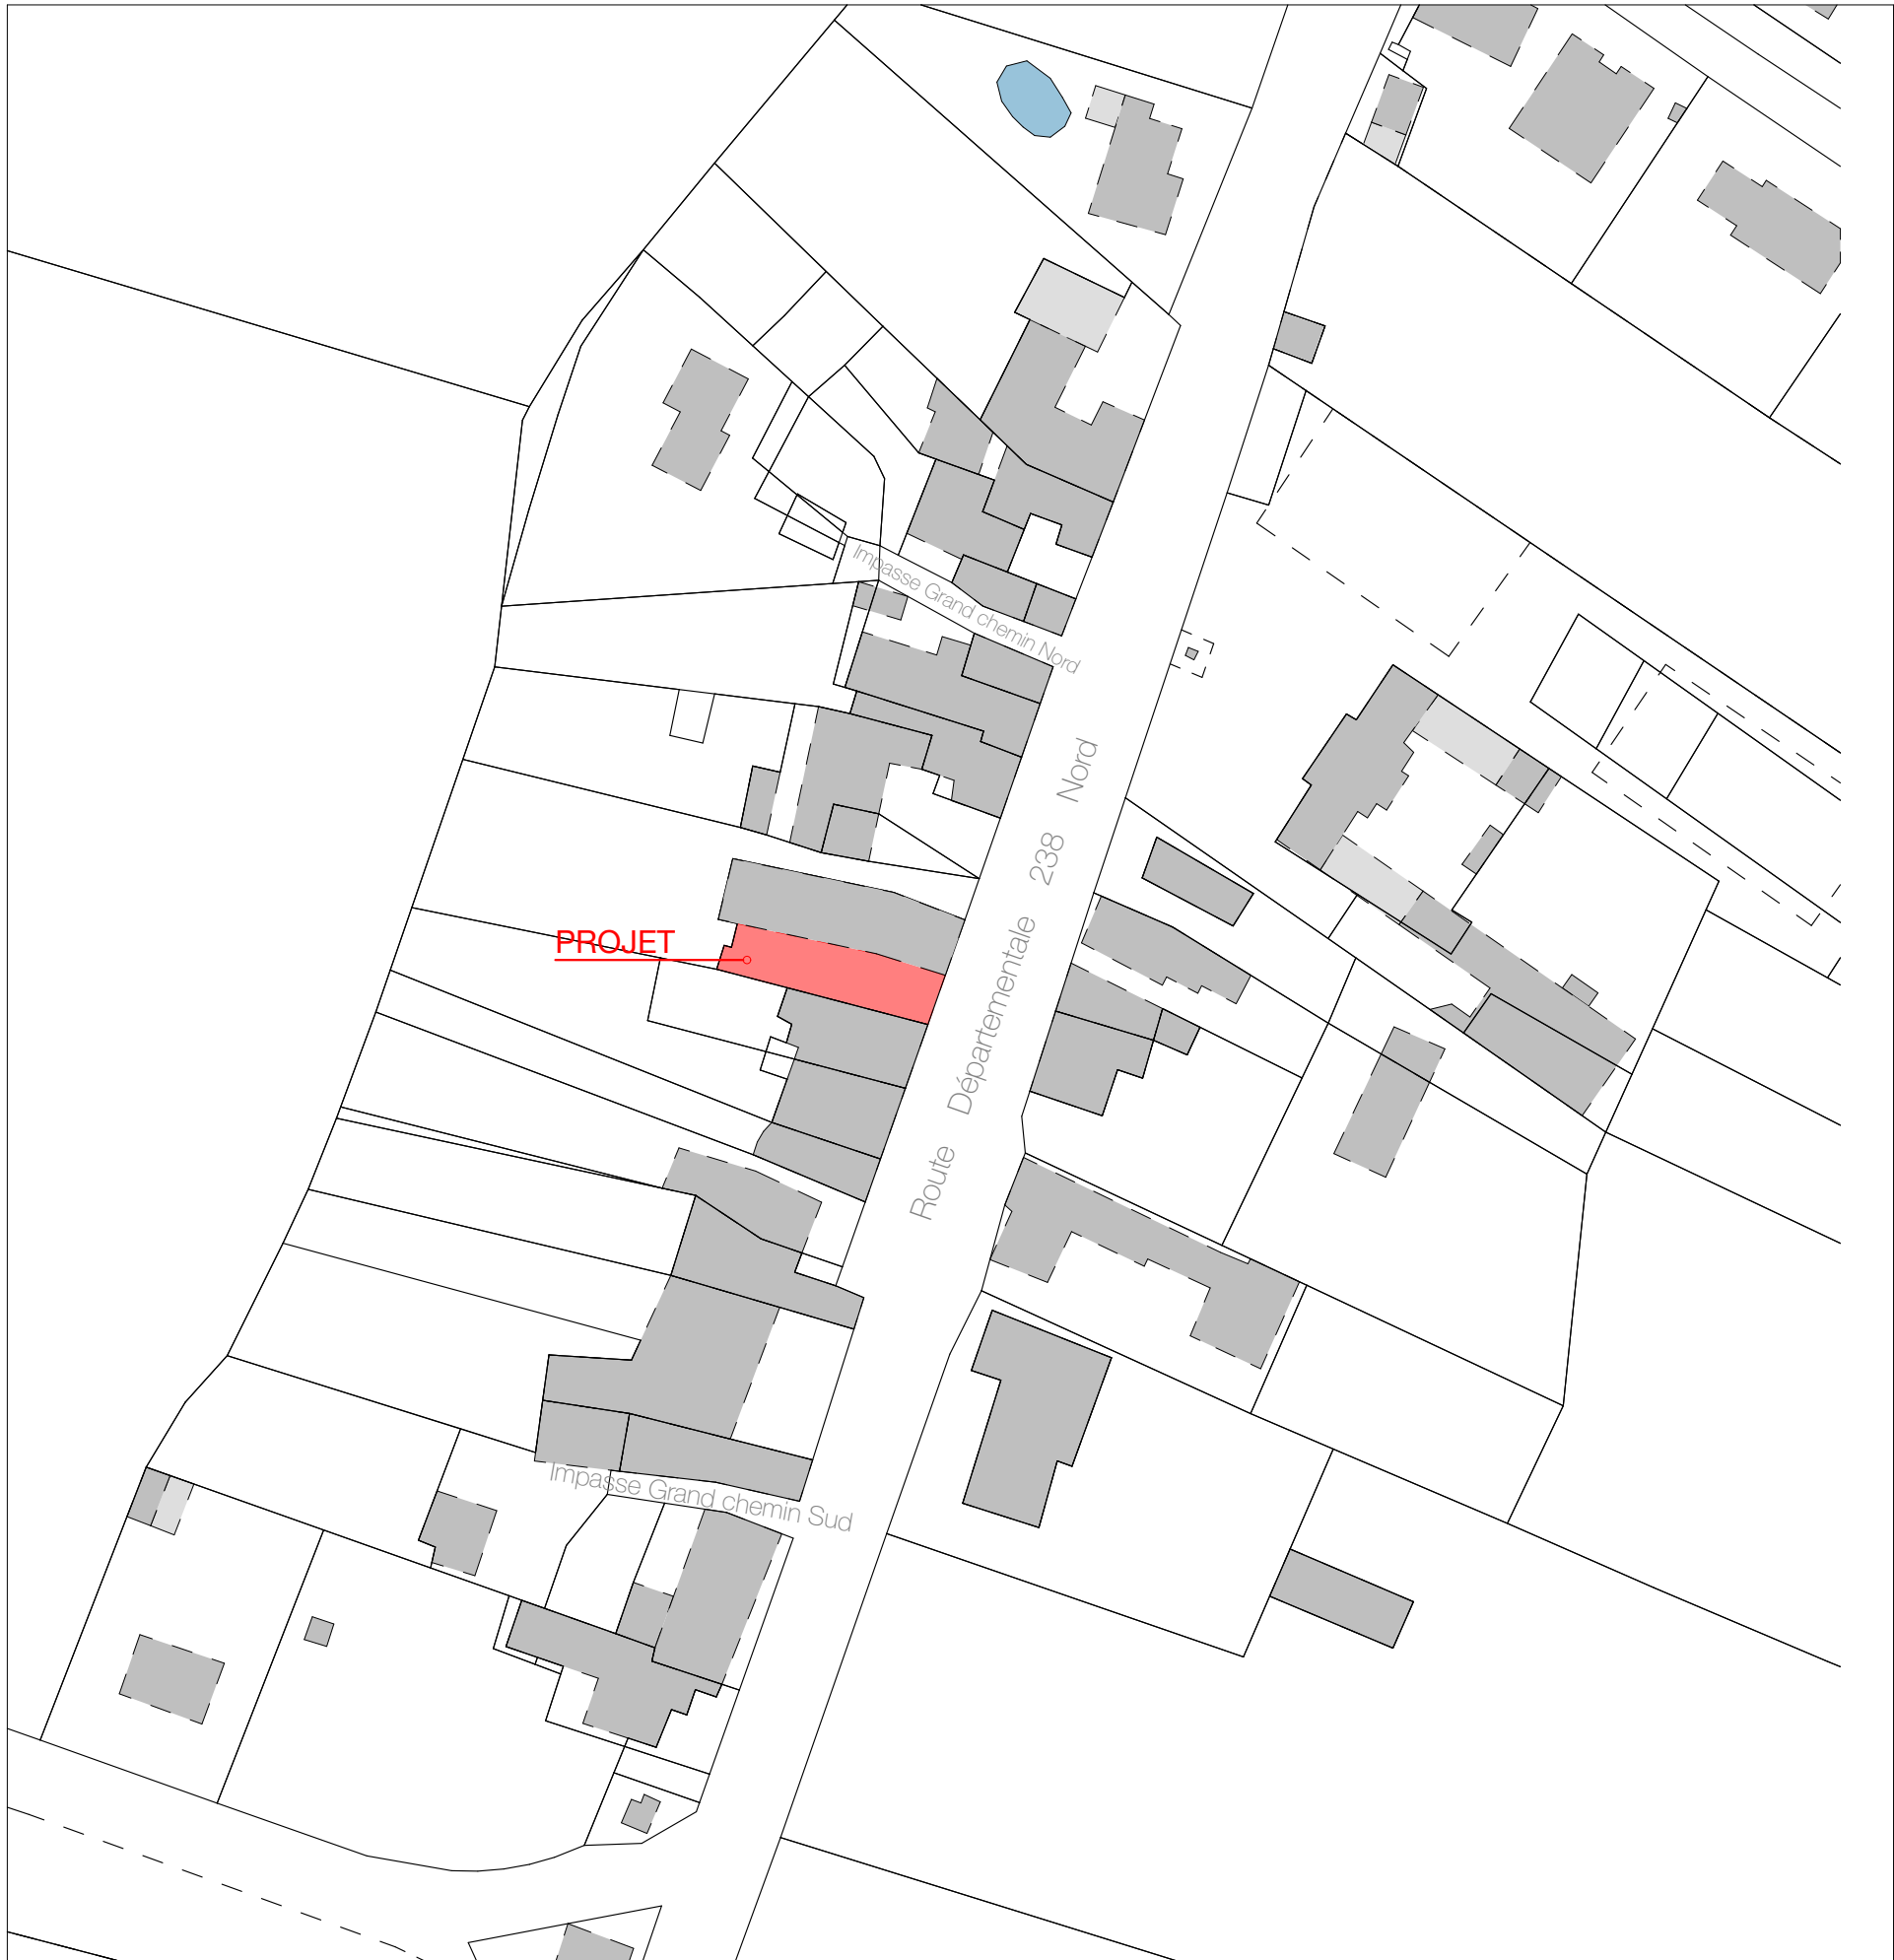 Impasse Grand chemin Nord
Route Départementale 238 Nord
PROJET
Impasse Grand chemin Sud